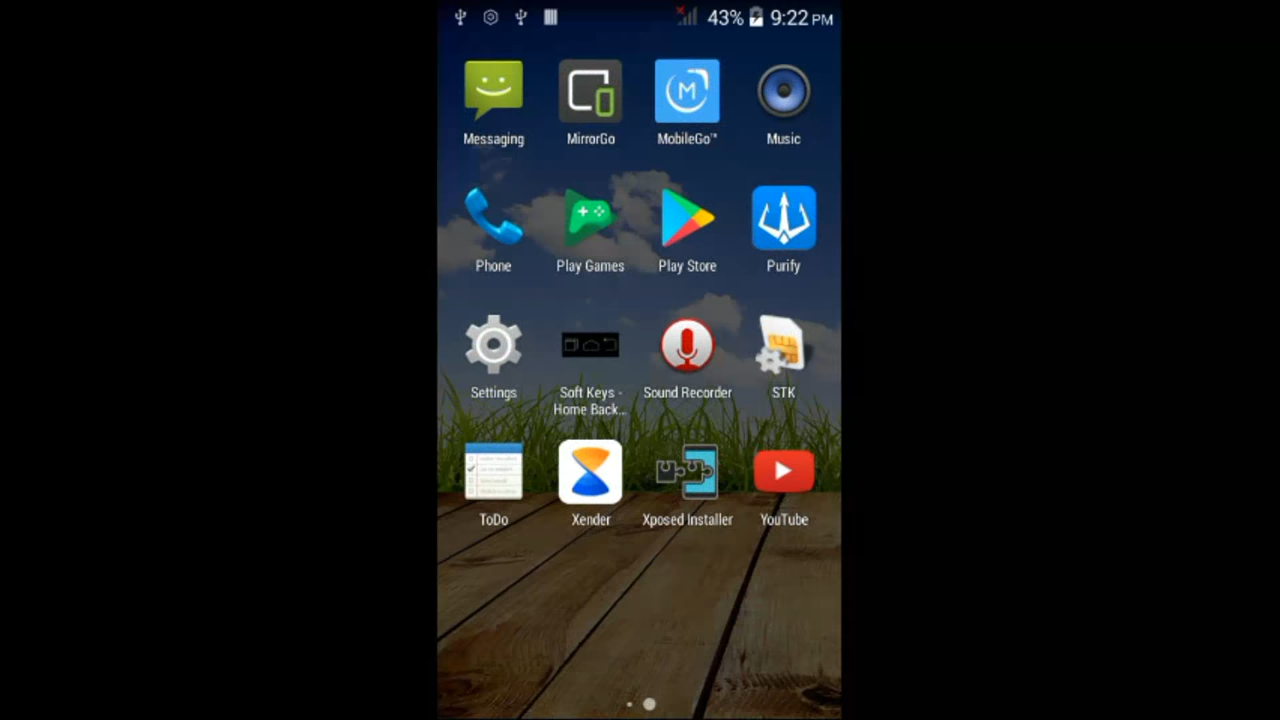 43% 9:22 PM
Messaging MirrorGo MobileGo™ Music
Phone Play Games Play Store Purify
Settings Soft Keys - Sound Recorder STK
Home Back...
ToDo Xender Xposed Installer YouTube